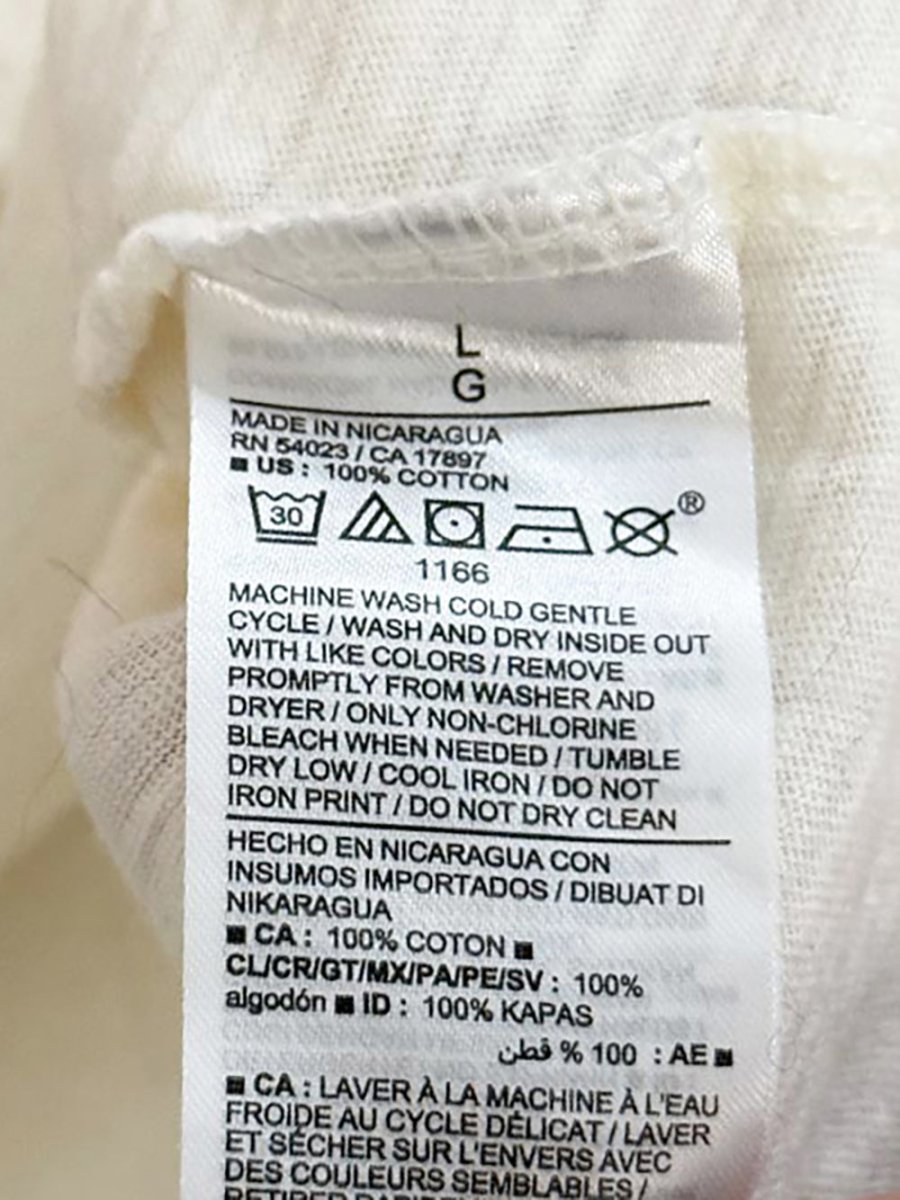 L
G
MADE IN NICARAGUA
RN 54023 / CA 17897
■ US : 100% COTTON
30
®
1166
MACHINE WASH COLD GENTLE
CYCLE / WASH AND DRY INSIDE OUT
WITH LIKE COLORS / REMOVE
PROMPTLY FROM WASHER AND
DRYER / ONLY NON-CHLORINE
BLEACH WHEN NEEDED / TUMBLE
DRY LOW / COOL IRON / DO NOT
IRON PRINT / DO NOT DRY CLEAN
HECHO EN NICARAGUA CON
INSUMOS IMPORTADOS / DIBUAT DI
NIKARAGUA
■ CA : 100% COTON ■
CL/CR/GT/MX/PA/PE/SV : 100%
algodón ■ ID : 100% KAPAS
■ AE : 100 % قطن
■ CA : LAVER À LA MACHINE À L'EAU
FROIDE AU CYCLE DÉLICAT / LAVER
ET SÉCHER SUR L'ENVERS AVEC
DES COULEURS SEMBLABLES /